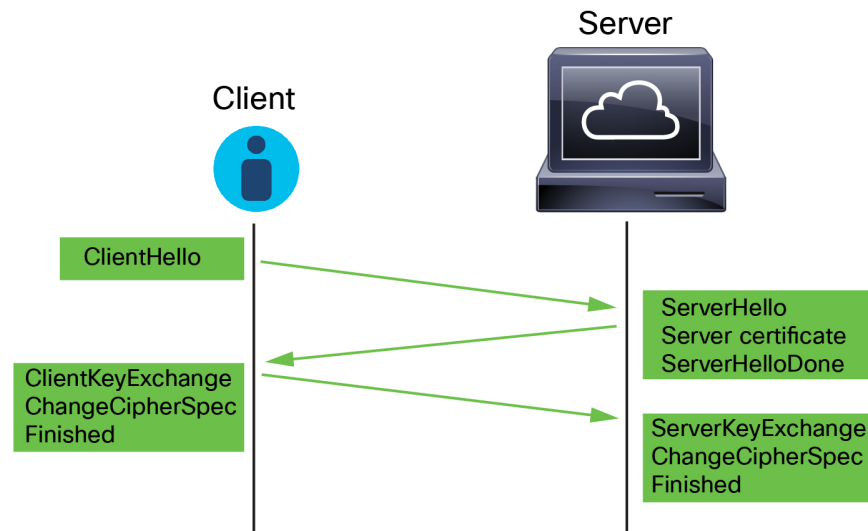 Server
Client
ClientHello
ServerHello
Server certificate
ServerHelloDone
ClientKeyExchange
ChangeCipherSpec
Finished
ServerKeyExchange
ChangeCipherSpec
Finished